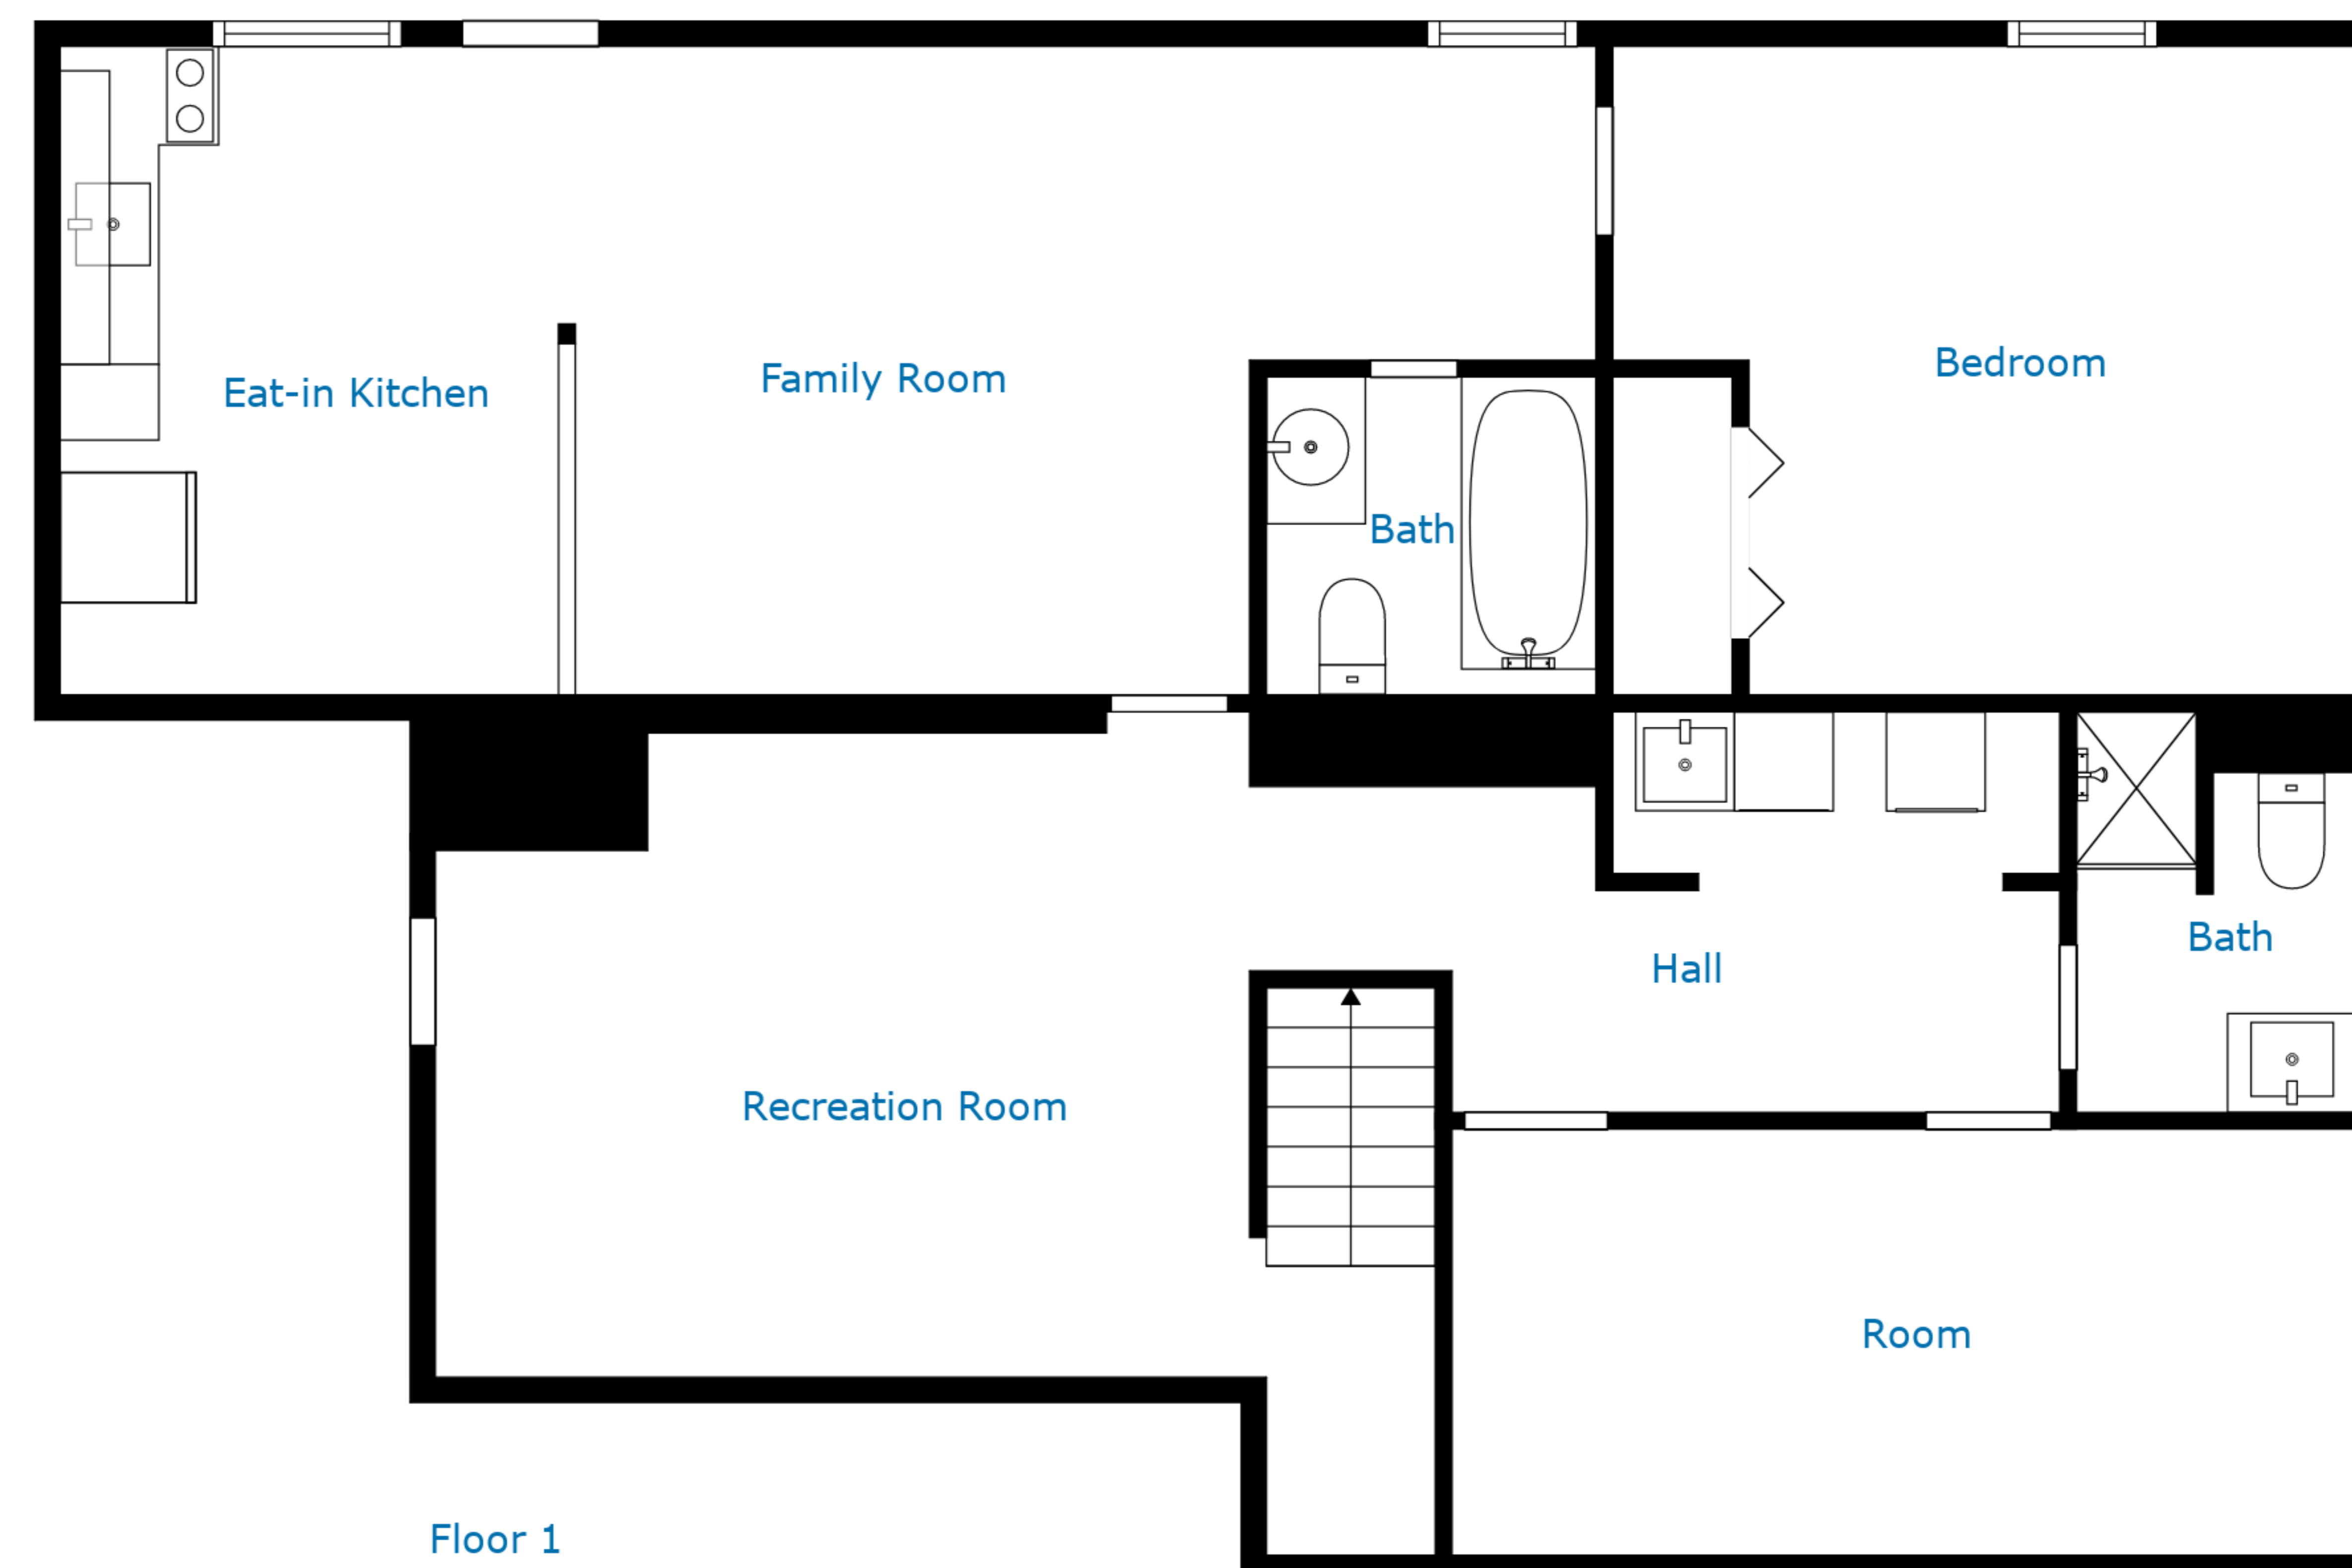 Bedroom
Family Room
Eat-in Kitchen
Bath
Bath
Hall
Recreation Room
Room
Floor 1